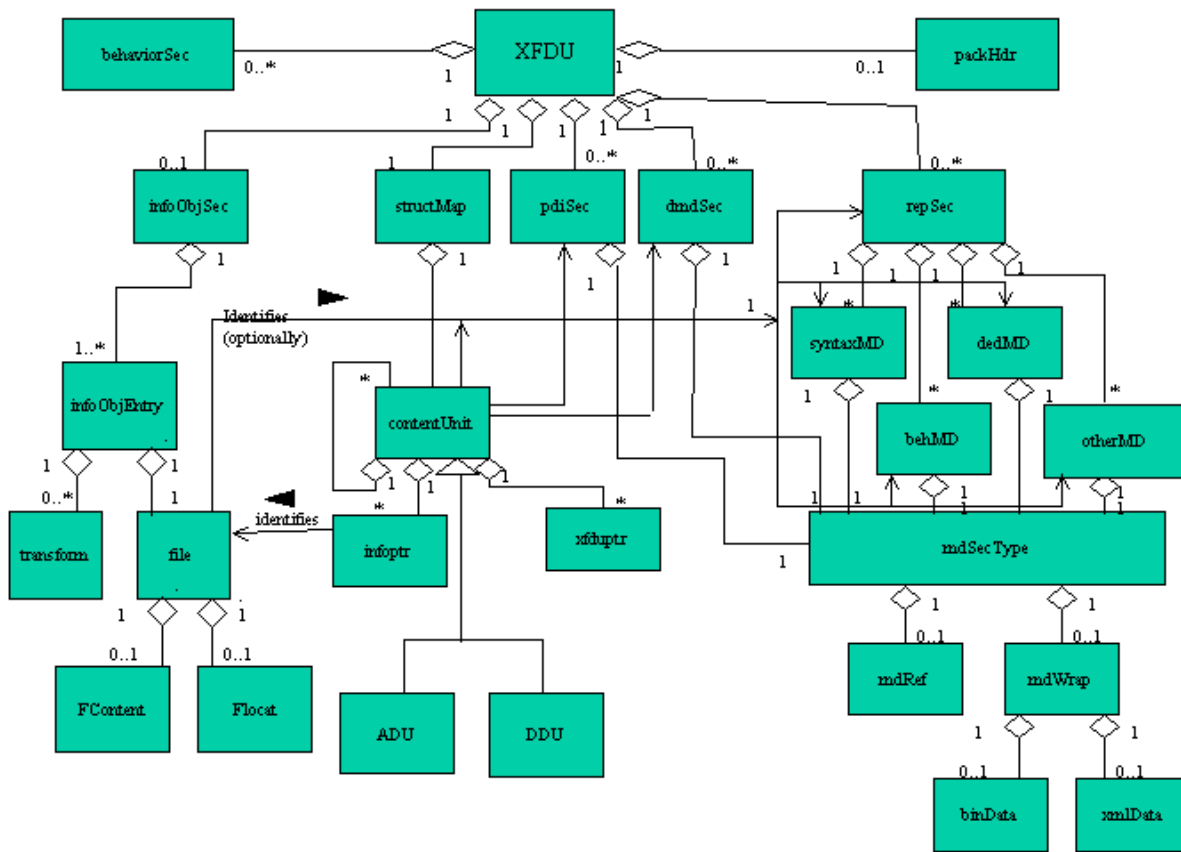 behaviorSec
0..*
1
XFDU
1
0..1
packHdr
1
1
1
1
1
0..1
1
0..*
0..*
0..*
infoObjSec
structMap
pdiSec
dmdSec
repSec
1
1
1
1
1
1
1
1
Identifies
(optionally)
1
*
*
syntaxMD
dedMD
1..*
*
*
*
infoObjEntry
contentUnit
1
1
behMD
otherMD
1
1
1
1
1
0..*
1
identifies
*
*
1
1
1
1
1
1
transform
file
infoptr
xfduptr
1
mdSecType
1
1
1
1
0..1
0..1
0..1
0..1
FContent
Flocat
mdRef
mdWrap
ADU
DDU
1
1
0..1
0..1
binData
xmlData